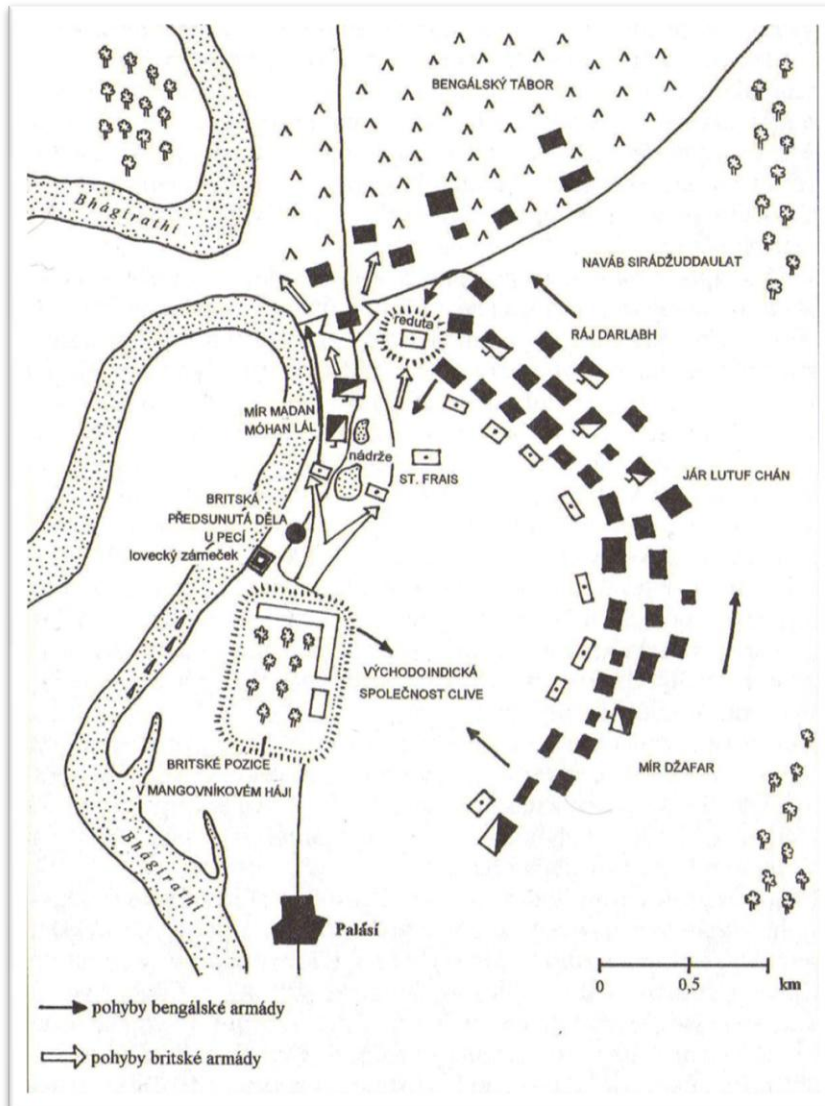 BENGÁLSKÝ TÁBOR
Bhágirathi
NAVÁB SIRÁDŽUDDAULAT
reduta
RÁJ DARLABH
MÍR MADAN
MÓHAN LÁL
nádrže
ST. FRAIS
JÁR LUTUF CHÁN
BRITSKÁ
PŘEDSUNUTÁ DĚLA
U PECÍ
lovecký zámeček
VÝCHODOINDICKÁ
SPOLEČNOST CLIVE
BRITSKÉ POZICE
V MANGOVNÍKOVÉM HÁJI
MÍR DŽAFAR
Bhágirathi
Palásí
0 0,5 km
pohyby bengálské armády
pohyby britské armády